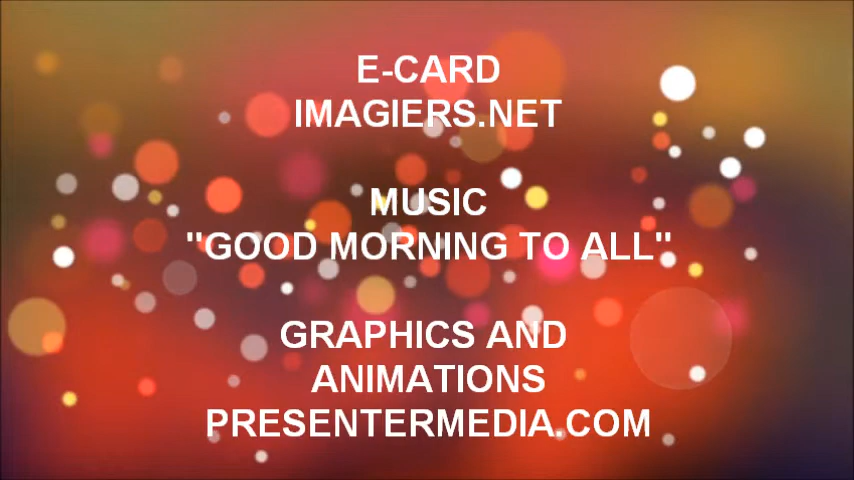 E-CARD
IMAGIERS.NET
MUSIC
"GOOD MORNING TO ALL"
GRAPHICS AND
ANIMATIONS
PRESENTERMEDIA.COM